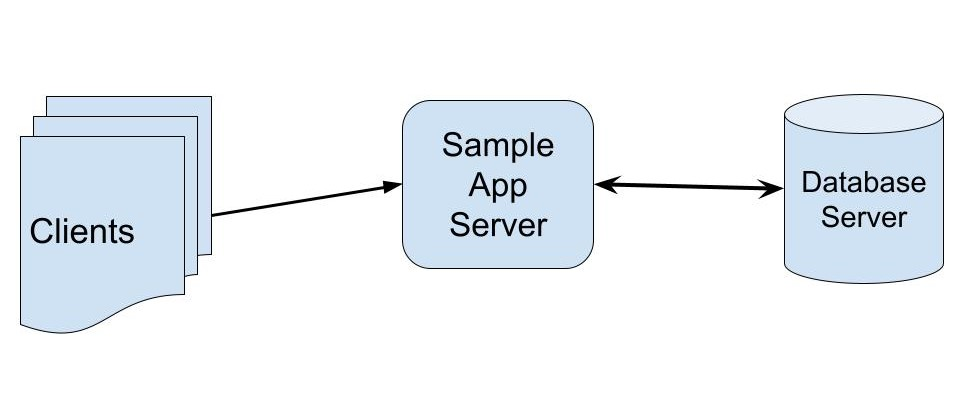 Clients
Sample
App
Server
Database
Server